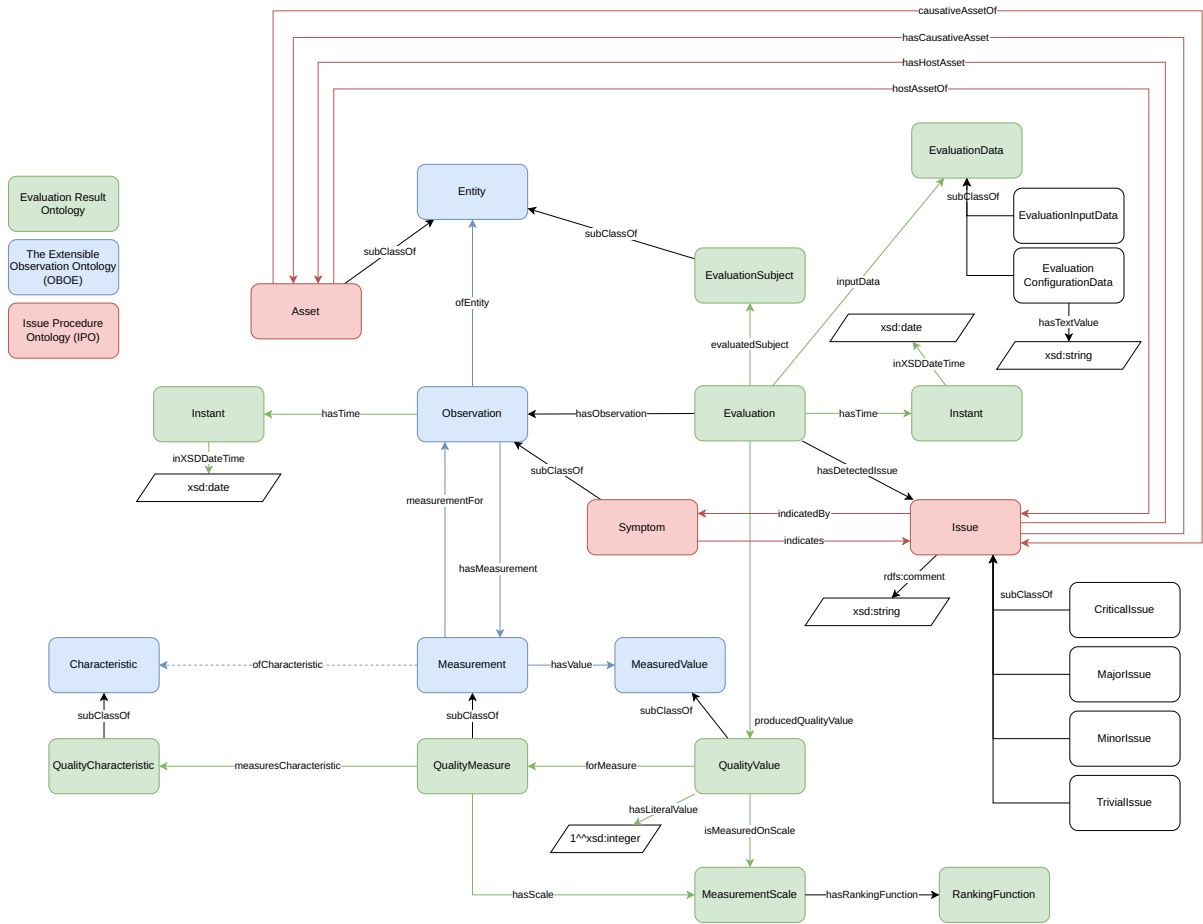 causativeAssetOf
hasCausativeAsset
hasHostAsset
hostAssetOf
EvaluationData
Evaluation Result
Ontology
Entity
subClassOf
EvaluationInputData
subClassOf
The Extensible
Observation Ontology
(OBOE)
subClassOf
EvaluationSubject
Evaluation
ConfigurationData
inputData
ofEntity
Asset
Issue Procedure
Ontology (IPO)
xsd:date
hasTextValue
evaluatedSubject
xsd:string
inXSDDateTime
Instant
hasTime
Observation
hasObservation
Evaluation
hasTime
Instant
inXSDDateTime
subClassOf
hasDetectedIssue
xsd:date
measurementFor
indicatedBy
Symptom
Issue
indicates
hasMeasurement
rdfs:comment
subClassOf
xsd:string
CriticalIssue
Characteristic
ofCharacteristic
Measurement
hasValue
MeasuredValue
MajorIssue
subClassOf
subClassOf
subClassOf
producedQualityValue
MinorIssue
QualityCharacteristic
measuresCharacteristic
QualityMeasure
forMeasure
QualityValue
TrivialIssue
hasLiteralValue
1^^xsd:integer
isMeasuredOnScale
hasScale
MeasurementScale
hasRankingFunction
RankingFunction